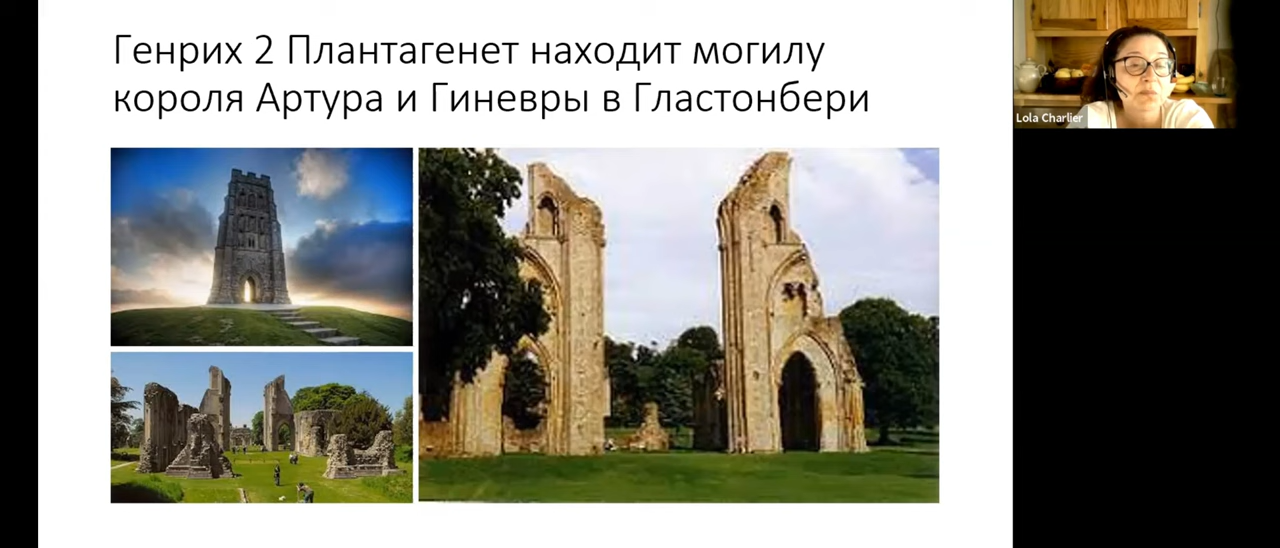 Генрих 2 Плантагенет находит могилу
короля Артура и Гиневры в Гластонбери
Lola Charlier